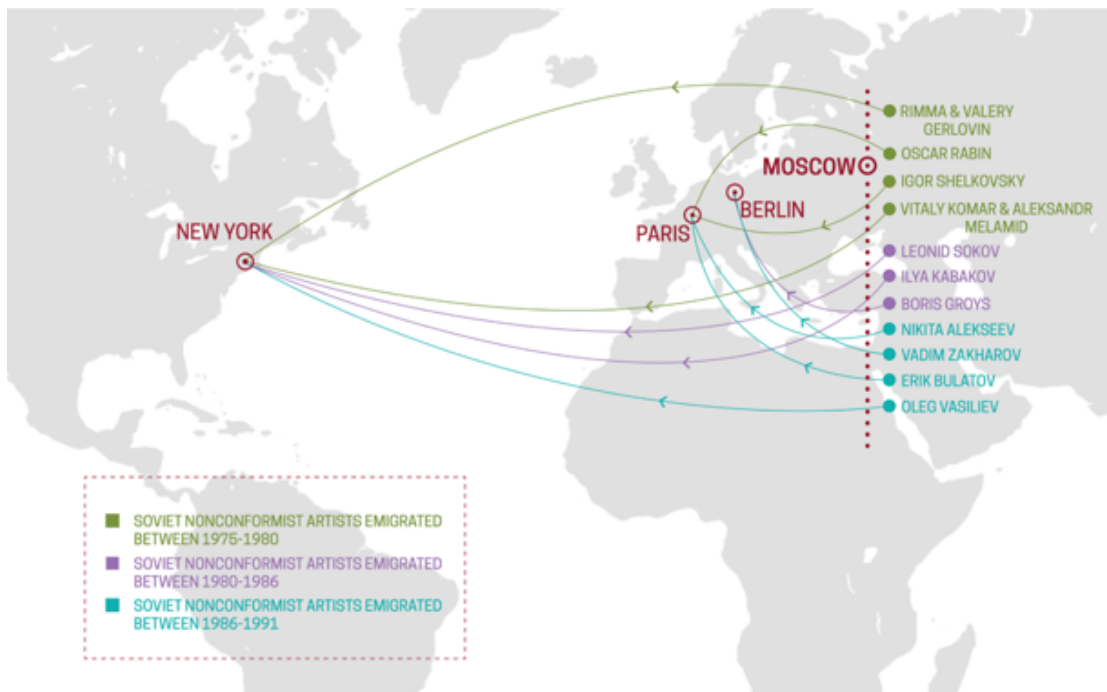 RIMMA & VALERY
GERLOVIN
OSCAR RABIN
MOSCOW
IGOR SHELKOVSKY
BERLIN
VITALY KOMAR & ALEKSANDR
MELAMID
NEW YORK
PARIS
LEONID SOKOV
ILYA KABAKOV
BORIS GROYS
NIKITA ALEKSEEV
VADIM ZAKHAROV
ERIK BULATOV
OLEG VASILIEV
SOVIET NONCONFORMIST ARTISTS EMIGRATED
BETWEEN 1975-1980
SOVIET NONCONFORMIST ARTISTS EMIGRATED
BETWEEN 1980-1986
SOVIET NONCONFORMIST ARTISTS EMIGRATED
BETWEEN 1986-1991